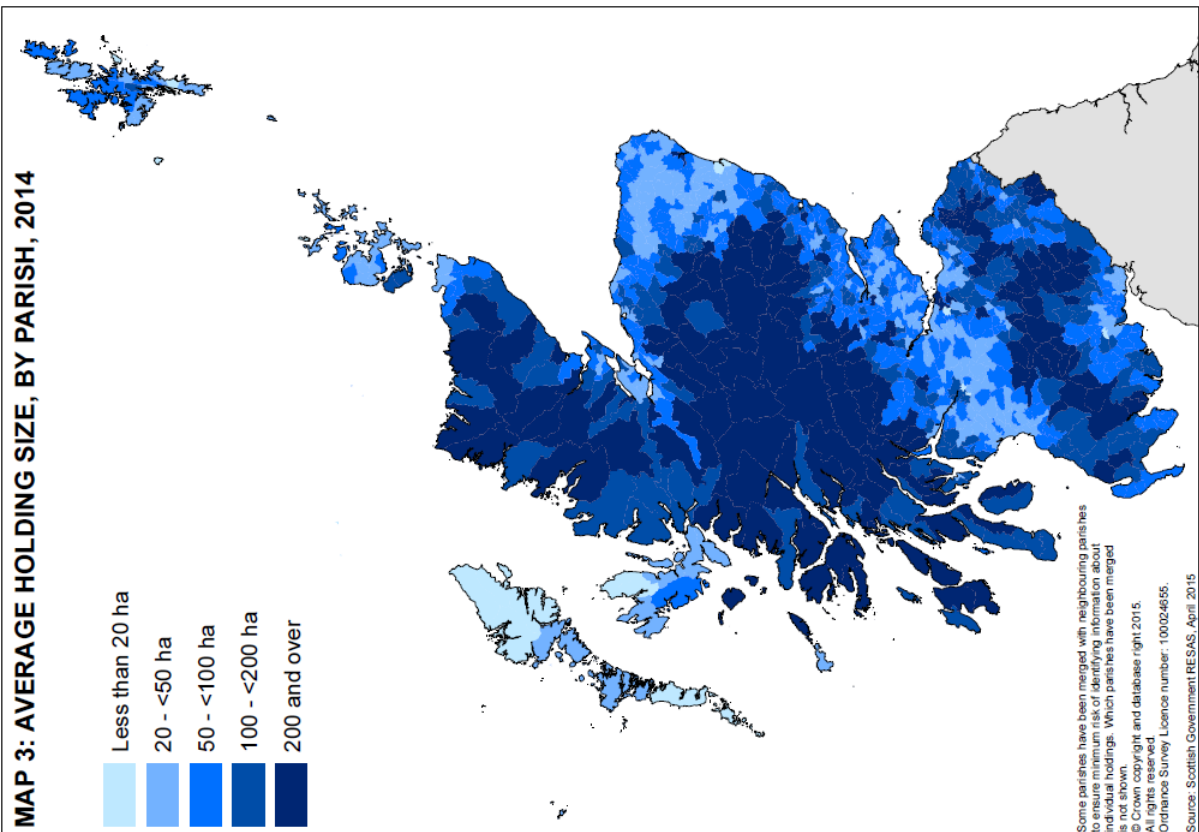 MAP 3: AVERAGE HOLDING SIZE, BY PARISH, 2014
Less than 20 ha
20 - <50 ha
50 - <100 ha
100 - <200 ha
200 and over
Some parishes have been merged with neighbouring parishes
to ensure minimum risk of identifying information about
individual holdings. Which parishes have been merged
is not shown.
© Crown copyright and database right 2015.
All rights reserved.
Ordnance Survey Licence number: 100024655.
Source: Scottish Government RESAS, April 2015